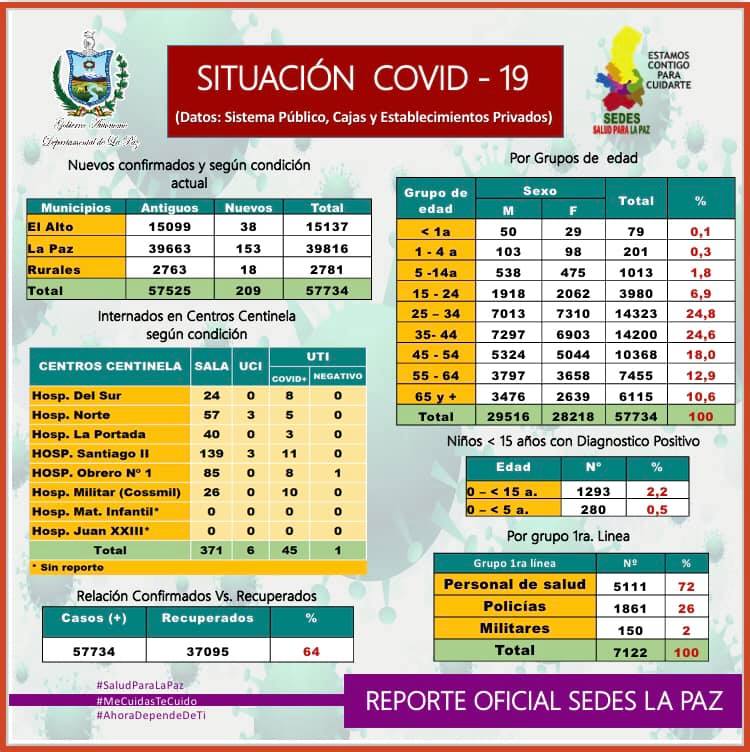 Gobierno Autónomo
Departamental de La Paz
SITUACIÓN COVID - 19
(Datos: Sistema Público, Cajas y Establecimientos Privados)
ESTAMOS
CONTIGO
PARA
CUIDARTE
SEDES
SALUD PARA LA PAZ
Nuevos confirmados y según condición
actual
Municipios Antiguos Nuevos Total
El Alto 15099 38 15137
La Paz 39663 153 39816
Rurales 2763 18 2781
Total 57525 209 57734
Internados en Centros Centinela
según condición
CENTROS CENTINELA SALA UCI UTI
COVID+ NEGATIVO
Hosp. Del Sur 24 0 8 0
Hosp. Norte 57 3 5 0
Hosp. La Portada 40 0 3 0
HOSP. Santiago II 139 3 11 0
HOSP. Obrero Nº 1 85 0 8 1
Hosp. Militar (Cossmil) 26 0 10 0
Hosp. Mat. Infantil* 0 0 0 0
Hosp. Juan XXIII* 0 0 0 0
Total 371 6 45 1
* Sin reporte
Relación Confirmados Vs. Recuperados
Casos (+) Recuperados %
57734 37095 64
Por Grupos de edad
Grupo de edad Sexo Total %
M F
< 1a 50 29 79 0,1
1 - 4 a 103 98 201 0,3
5 -14a 538 475 1013 1,8
15 - 24 1918 2062 3980 6,9
25 – 34 7013 7310 14323 24,8
35- 44 7297 6903 14200 24,6
45 - 54 5324 5044 10368 18,0
55 - 64 3797 3658 7455 12,9
65 y + 3476 2639 6115 10,6
Total 29516 28218 57734 100
Niños < 15 años con Diagnostico Positivo
Edad Nº %
0 – < 15 a. 1293 2,2
0 – < 5 a. 280 0,5
Por grupo 1ra. Linea
Grupo 1ra línea Nº %
Personal de salud 5111 72
Policías 1861 26
Militares 150 2
Total 7122 100
#SaludParaLaPaz
#MeCuidasTeCuido
#AhoraDependeDeTi
REPORTE OFICIAL SEDES LA PAZ